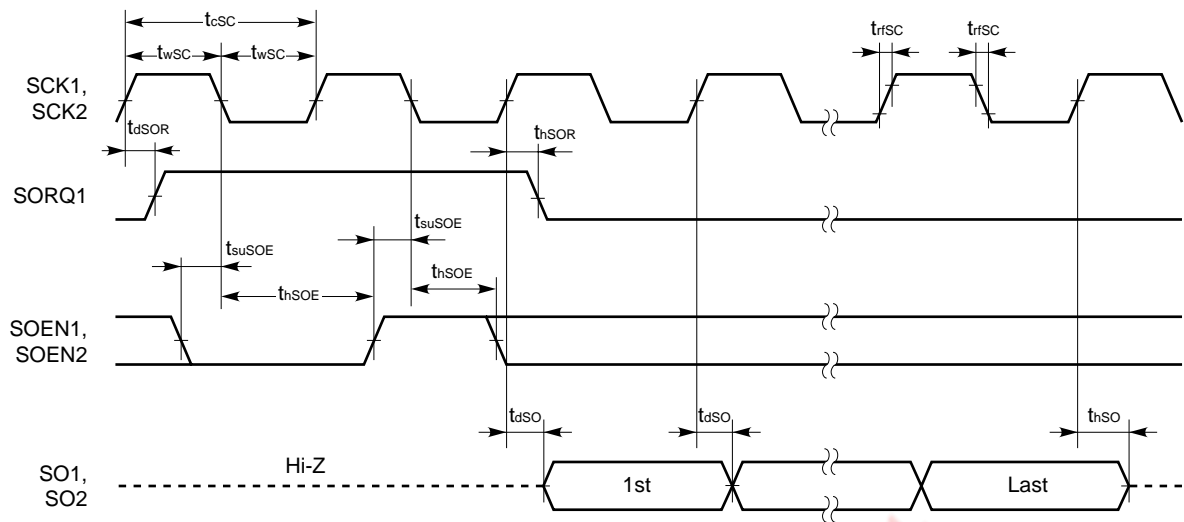 tcSC
twSC twSC trfSC trfSC
SCK1,
SCK2
tdSOR thSOR
SORQ1
tsuSOE tsuSOE
thSOE thSOE
SOEN1,
SOEN2
tdSO tdSO thSO
Hi-Z
SO1,
SO2
1st Last